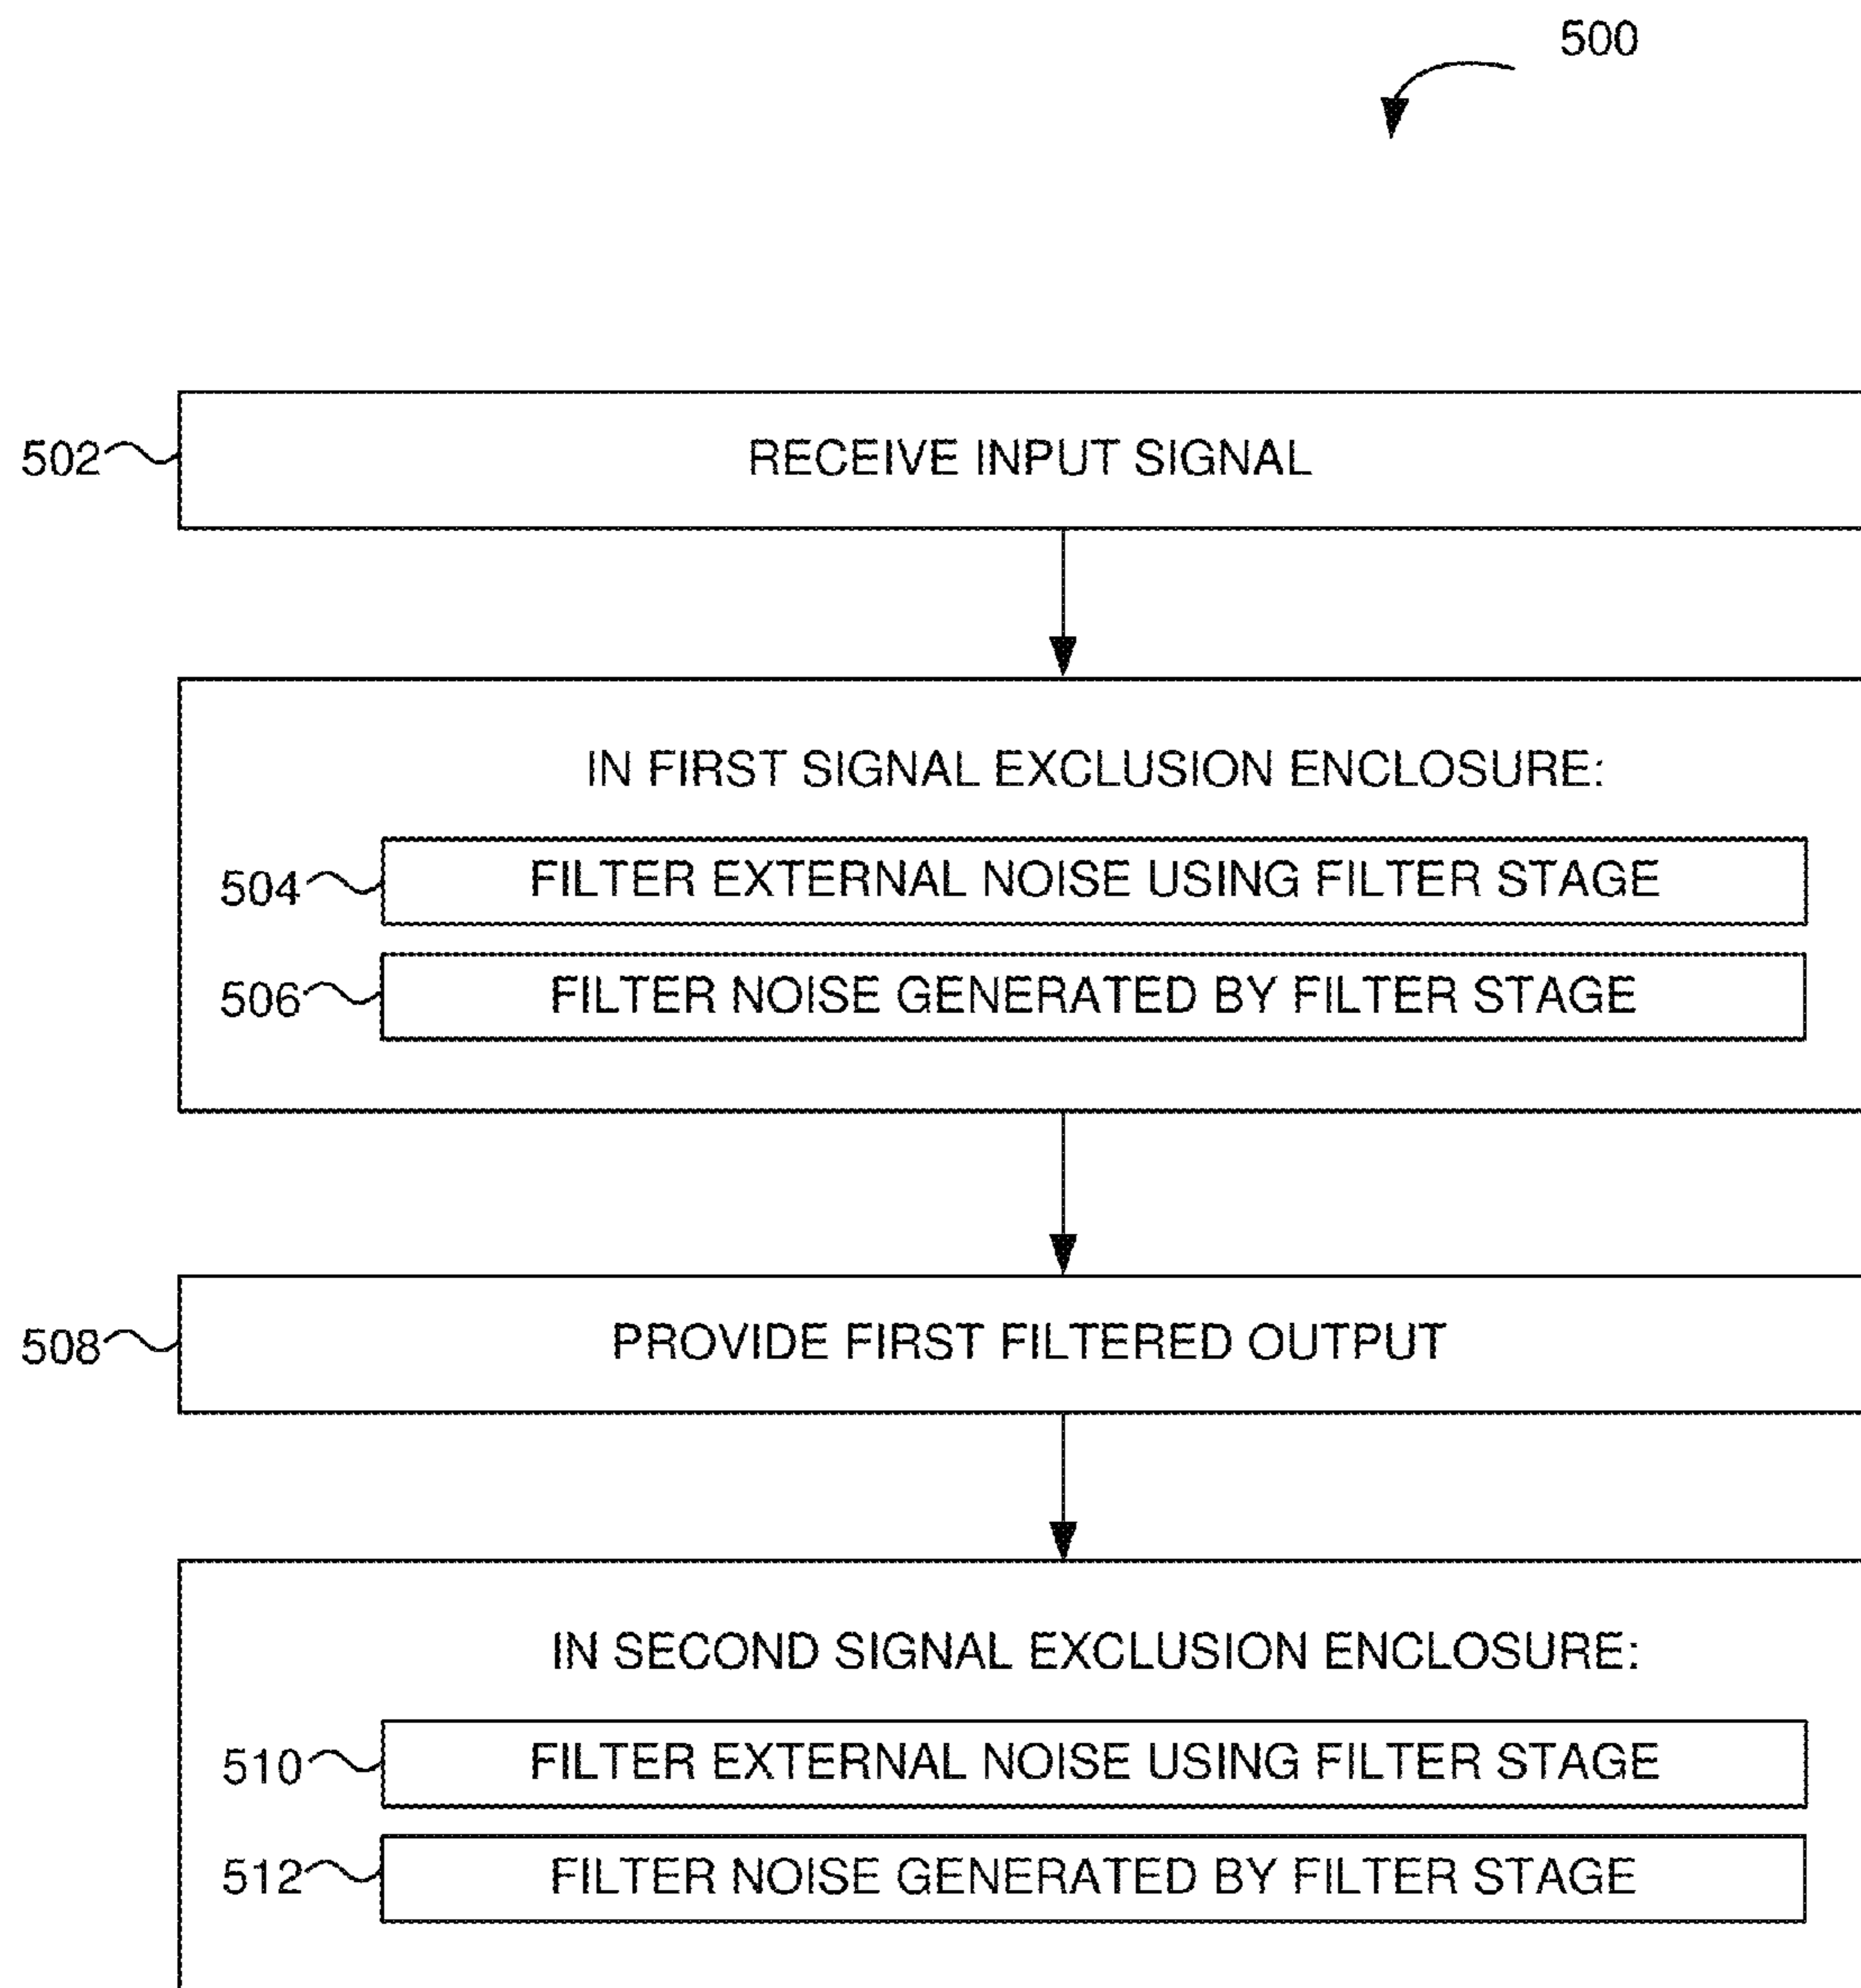 500
502 RECEIVE INPUT SIGNAL
IN FIRST SIGNAL EXCLUSION ENCLOSURE:
504 FILTER EXTERNAL NOISE USING FILTER STAGE
506 FILTER NOISE GENERATED BY FILTER STAGE
508 PROVIDE FIRST FILTERED OUTPUT
IN SECOND SIGNAL EXCLUSION ENCLOSURE:
510 FILTER EXTERNAL NOISE USING FILTER STAGE
512 FILTER NOISE GENERATED BY FILTER STAGE